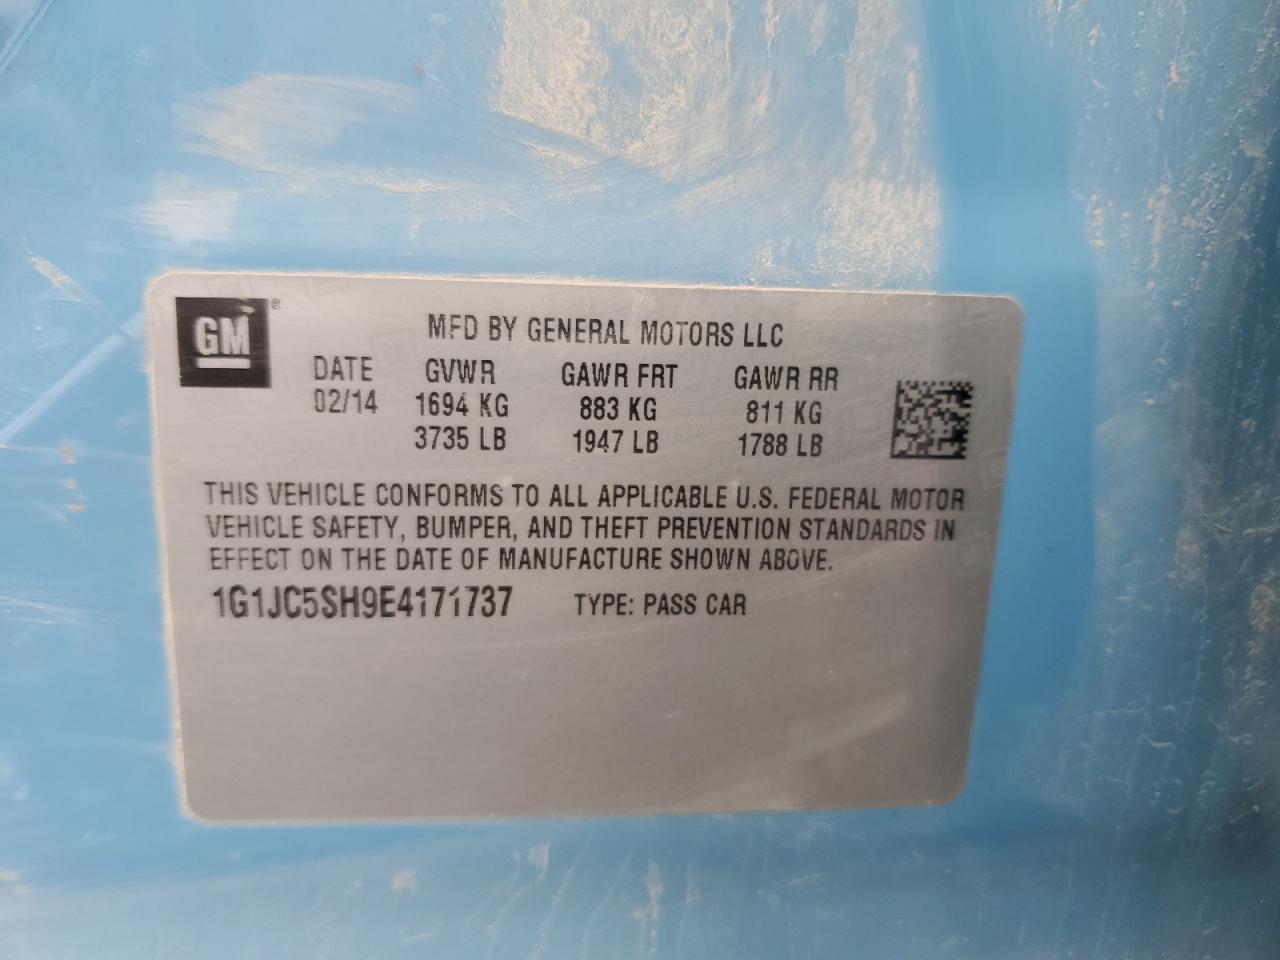 GM®
MFD BY GENERAL MOTORS LLC
DATE GVWR GAWR FRT GAWR RR
02/14 1694 KG 883 KG 811 KG
3735 LB 1947 LB 1788 LB
THIS VEHICLE CONFORMS TO ALL APPLICABLE U.S. FEDERAL MOTOR
VEHICLE SAFETY, BUMPER, AND THEFT PREVENTION STANDARDS IN
EFFECT ON THE DATE OF MANUFACTURE SHOWN ABOVE.
1G1JC5SH9E4171737 TYPE: PASS CAR